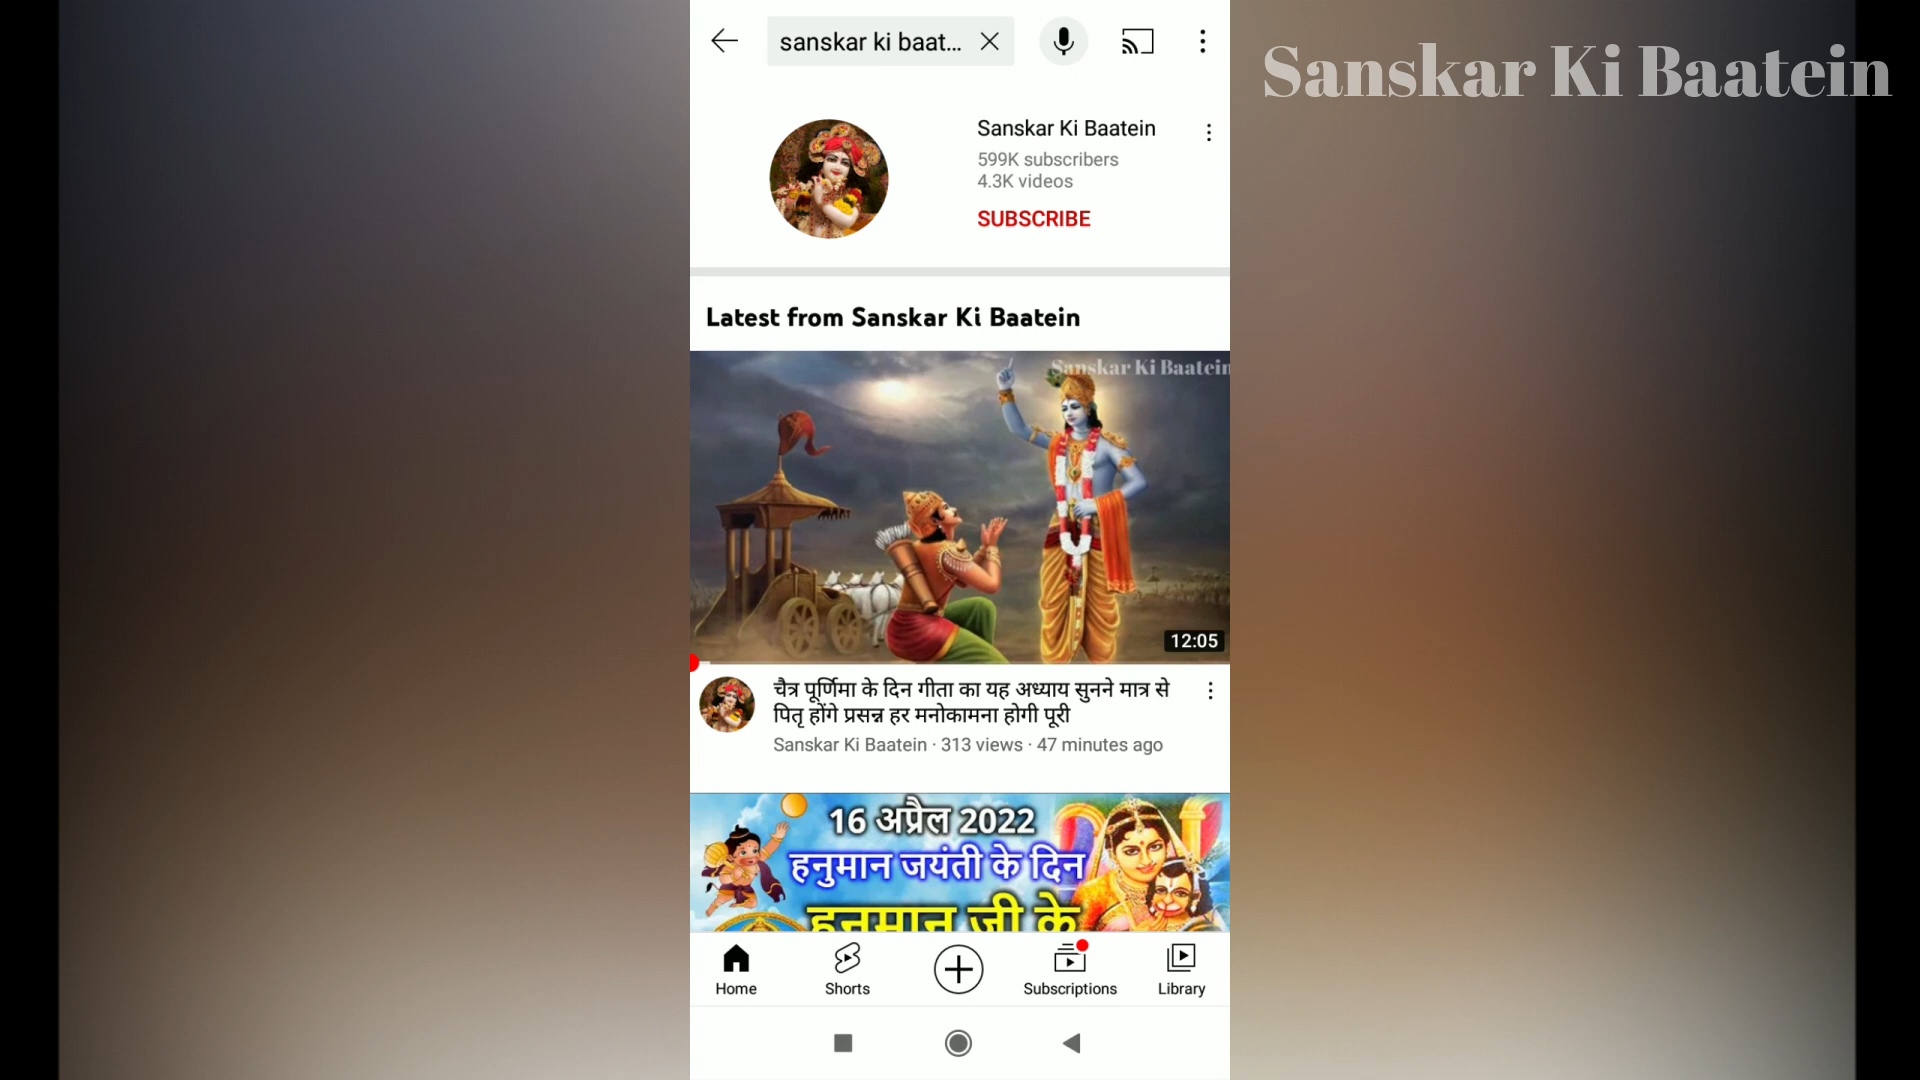 sanskar ki baat...
Sanskar Ki Baatein
Sanskar Ki Baatein
599K subscribers
4.3K videos
SUBSCRIBE
Latest from Sanskar Ki Baatein
Sanskar Ki Baatein
12:05
चैत्र पूर्णिमा के दिन गीता का यह अध्याय सुनने मात्र से
पितृ होंगे प्रसन्न हर मनोकामना होगी पूरी
Sanskar Ki Baatein · 313 views · 47 minutes ago
16 अप्रैल 2022
हनुमान जयंती के दिन
हनुमान जी के
Home
Shorts
Subscriptions
Library